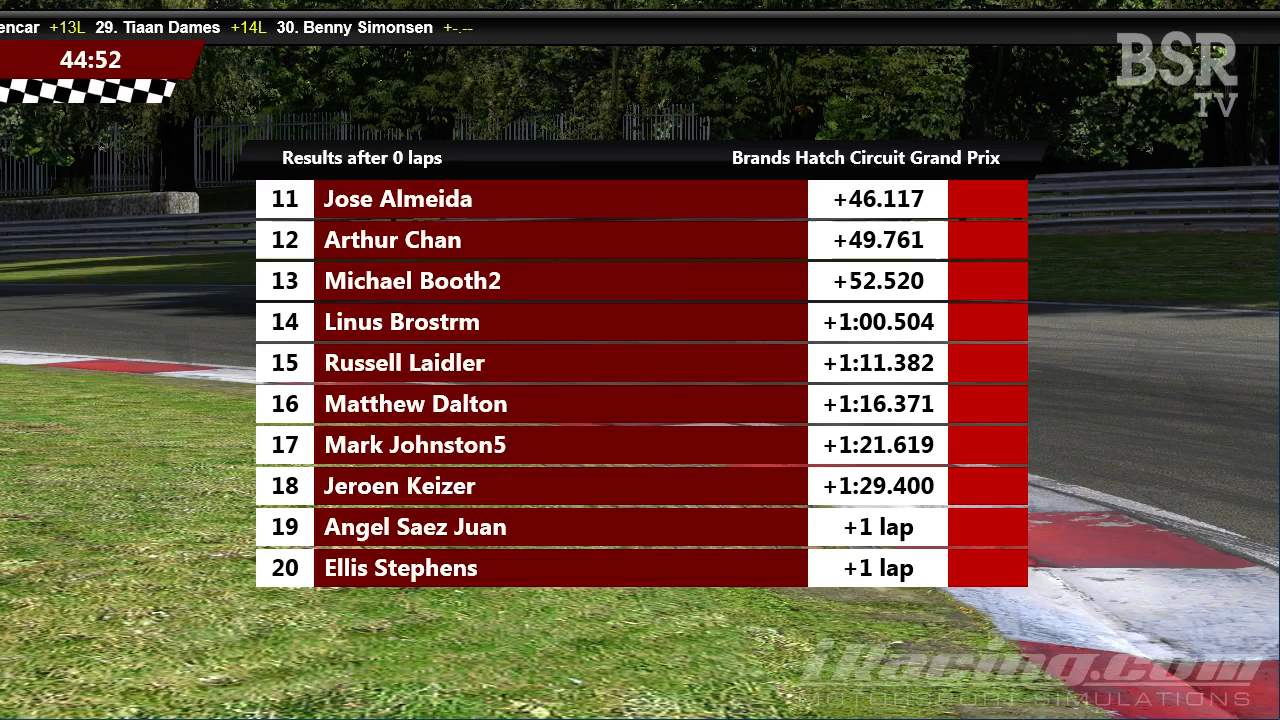 encar +13L 29. Tiaan Dames +14L 30. Benny Simonsen +-.--
44:52
BSR
TV
Results after 0 laps Brands Hatch Circuit Grand Prix
11 Jose Almeida +46.117
12 Arthur Chan +49.761
13 Michael Booth2 +52.520
14 Linus Brostrm +1:00.504
15 Russell Laidler +1:11.382
16 Matthew Dalton +1:16.371
17 Mark Johnston5 +1:21.619
18 Jeroen Keizer +1:29.400
19 Angel Saez Juan +1 lap
20 Ellis Stephens +1 lap
iRacing.com
MOTORSPORT SIMULATIONS